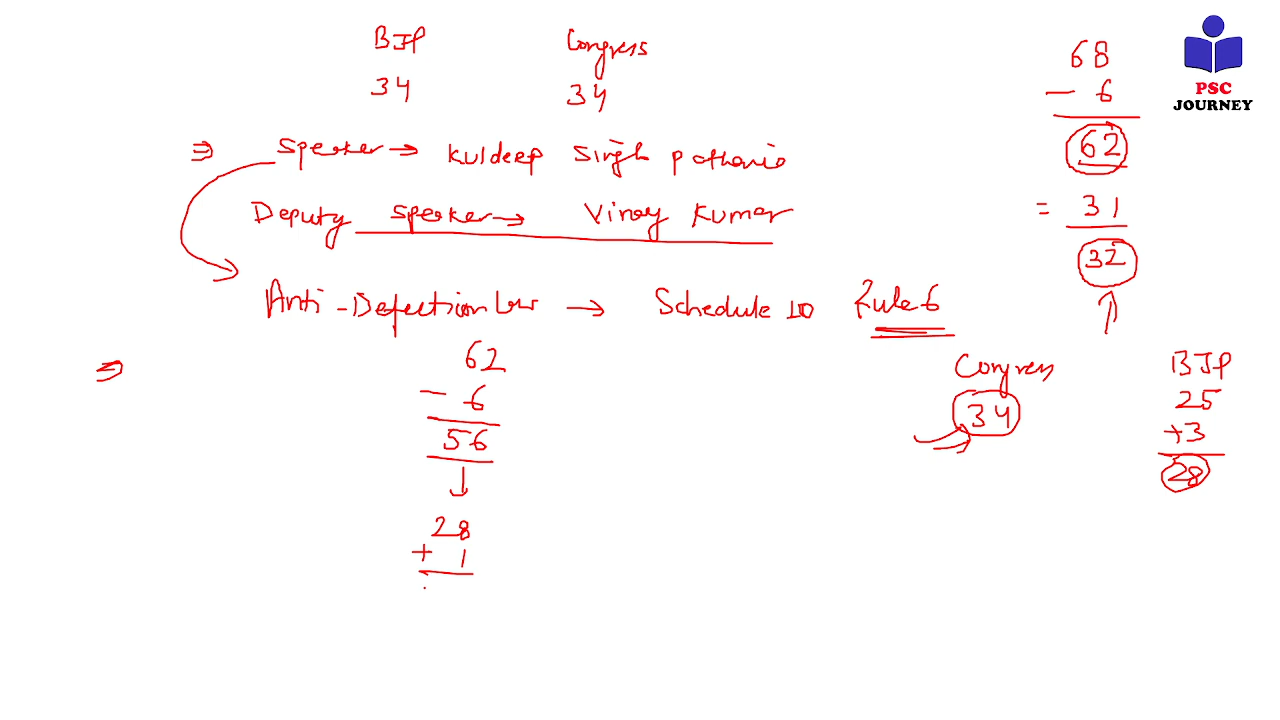 BJP Congress
34 34
⇒ Speaker → Kuldeep Singh Pathania
Deputy Speaker → Vinay Kumar
Anti-Defection Law → Schedule 10 Rule 6
⇒ 62
- 6
56
↓
28
+ 1
68
- 6
62
= 31
32
↑
Congress
34
BJP
25
+3
28
PSC
JOURNEY